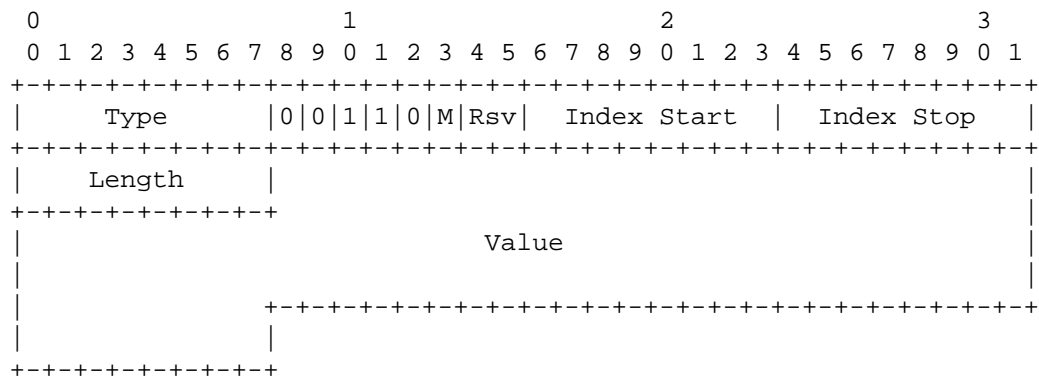 0                   1                   2                   3
 0 1 2 3 4 5 6 7 8 9 0 1 2 3 4 5 6 7 8 9 0 1 2 3 4 5 6 7 8 9 0 1
+-+-+-+-+-+-+-+-+-+-+-+-+-+-+-+-+-+-+-+-+-+-+-+-+-+-+-+-+-+-+-+-+
|     Type      |0|0|1|1|0|M|Rsv|  Index Start  |  Index Stop   |
+-+-+-+-+-+-+-+-+-+-+-+-+-+-+-+-+-+-+-+-+-+-+-+-+-+-+-+-+-+-+-+-+
|    Length     |                                               |
+-+-+-+-+-+-+-+-+                                               |
|                             Value                             |
|                                                               |
|               +-+-+-+-+-+-+-+-+-+-+-+-+-+-+-+-+-+-+-+-+-+-+-+-+
|               |
+-+-+-+-+-+-+-+-+